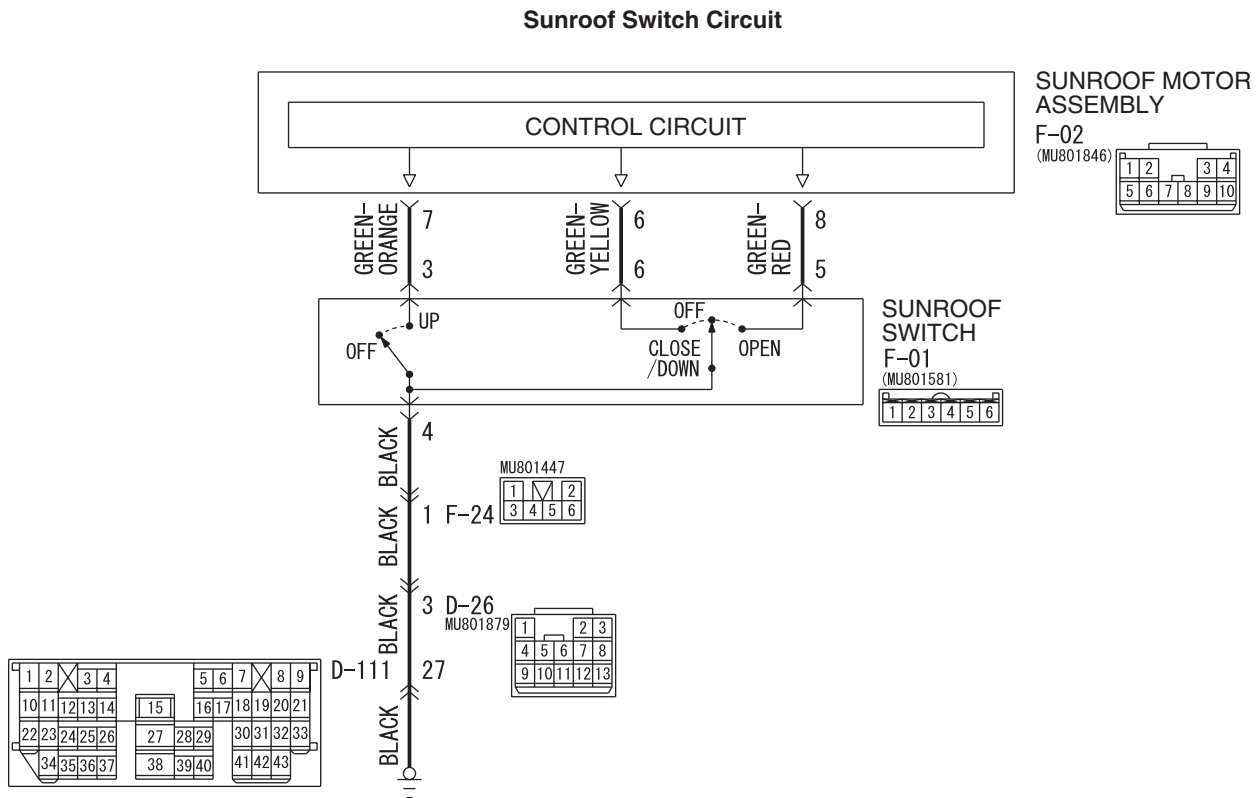 Sunroof Switch Circuit
SUNROOF MOTOR
ASSEMBLY
F-02
(MU801846)
1 2 3 4
5 6 7 8 9 10
CONTROL CIRCUIT
GREEN-
ORANGE
7
3
GREEN-
YELLOW
6
6
GREEN-
RED
8
5
UP
OFF
OFF
CLOSE
/DOWN
OPEN
SUNROOF
SWITCH
F-01
(MU801581)
1 2 3 4 5 6
BLACK
4
MU801447
1 2
3 4 5 6
1 F-24
BLACK
3 D-26
MU801879
1 2 3
4 5 6 7 8
9 10 11 12 13
BLACK
D-111 27
1 2 3 4 5 6 7 8 9
10 11 12 13 14 15 16 17 18 19 20 21
22 23 24 25 26 27 28 29 30 31 32 33
34 35 36 37 38 39 40 41 42 43
BLACK